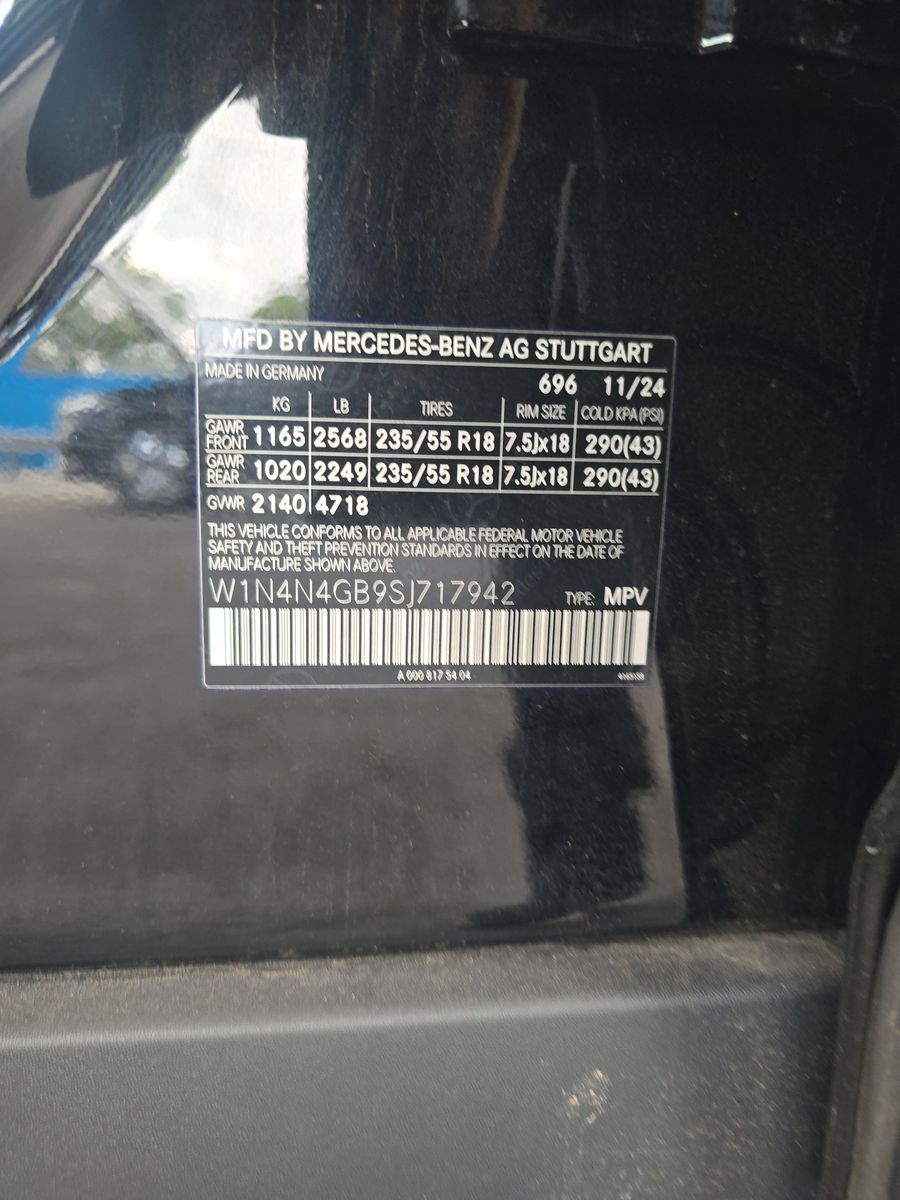 MFD BY MERCEDES-BENZ AG STUTTGART
MADE IN GERMANY
696 11/24
KG LB TIRES RIM SIZE COLD KPA(PSI)
GAWR FRONT 1165 2568 235/55 R18 7.5Jx18 290(43)
GAWR REAR 1020 2249 235/55 R18 7.5Jx18 290(43)
GVWR 2140 4718
THIS VEHICLE CONFORMS TO ALL APPLICABLE FEDERAL MOTOR VEHICLE
SAFETY AND THEFT PREVENTION STANDARDS IN EFFECT ON THE DATE OF
MANUFACTURE SHOWN ABOVE.
W1N4N4GB9SJ717942 TYPE: MPV
A 000 817 54 04